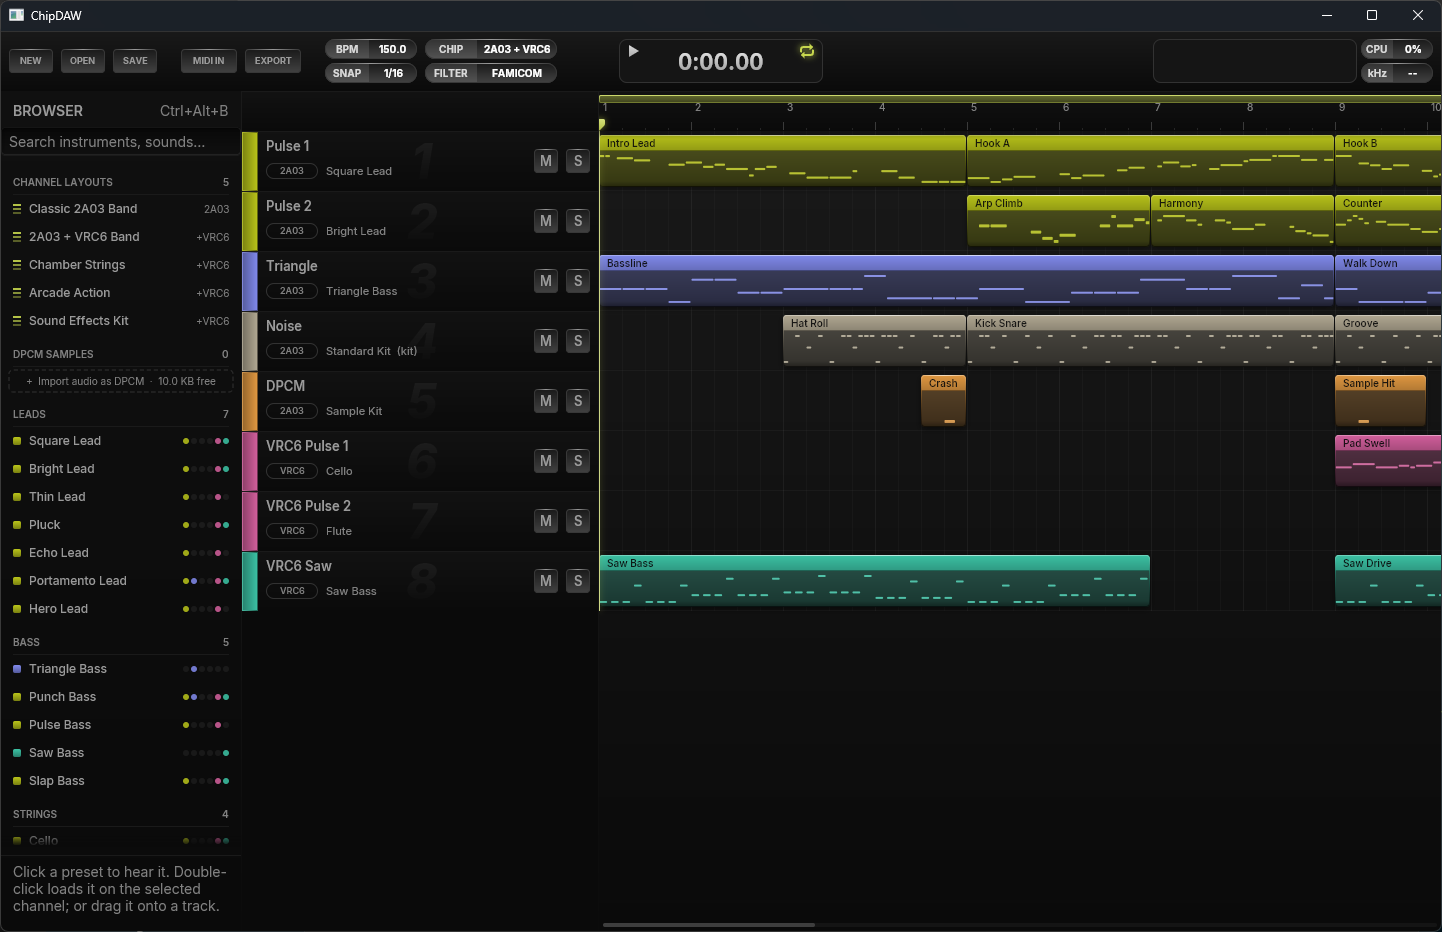 ChipDAW
NEW OPEN SAVE MIDI IN EXPORT
BPM 150.0 CHIP 2A03 + VRC6
SNAP 1/16 FILTER FAMICOM
0:00.00
CPU 0%
kHz --
BROWSER Ctrl+Alt+B
Search instruments, sounds...
CHANNEL LAYOUTS 5
Classic 2A03 Band 2A03
2A03 + VRC6 Band +VRC6
Chamber Strings +VRC6
Arcade Action +VRC6
Sound Effects Kit +VRC6
DPCM SAMPLES 0
+ Import audio as DPCM · 10.0 KB free
LEADS 7
Square Lead
Bright Lead
Thin Lead
Pluck
Echo Lead
Portamento Lead
Hero Lead
BASS 5
Triangle Bass
Punch Bass
Pulse Bass
Saw Bass
Slap Bass
STRINGS 4
Cello
Click a preset to hear it. Double-
click loads it on the selected
channel; or drag it onto a track.
Pulse 1 1 M S
2A03 Square Lead
Pulse 2 2 M S
2A03 Bright Lead
Triangle 3 M S
2A03 Triangle Bass
Noise 4 M S
2A03 Standard Kit (kit)
DPCM 5 M S
2A03 Sample Kit
VRC6 Pulse 1 6 M S
VRC6 Cello
VRC6 Pulse 2 7 M S
VRC6 Flute
VRC6 Saw 8 M S
VRC6 Saw Bass
1 2 3 4 5 6 7 8 9 10
Intro Lead Hook A Hook B
Arp Climb Harmony Counter
Bassline Walk Down
Hat Roll Kick Snare Groove
Crash Sample Hit
Pad Swell
Saw Bass Saw Drive